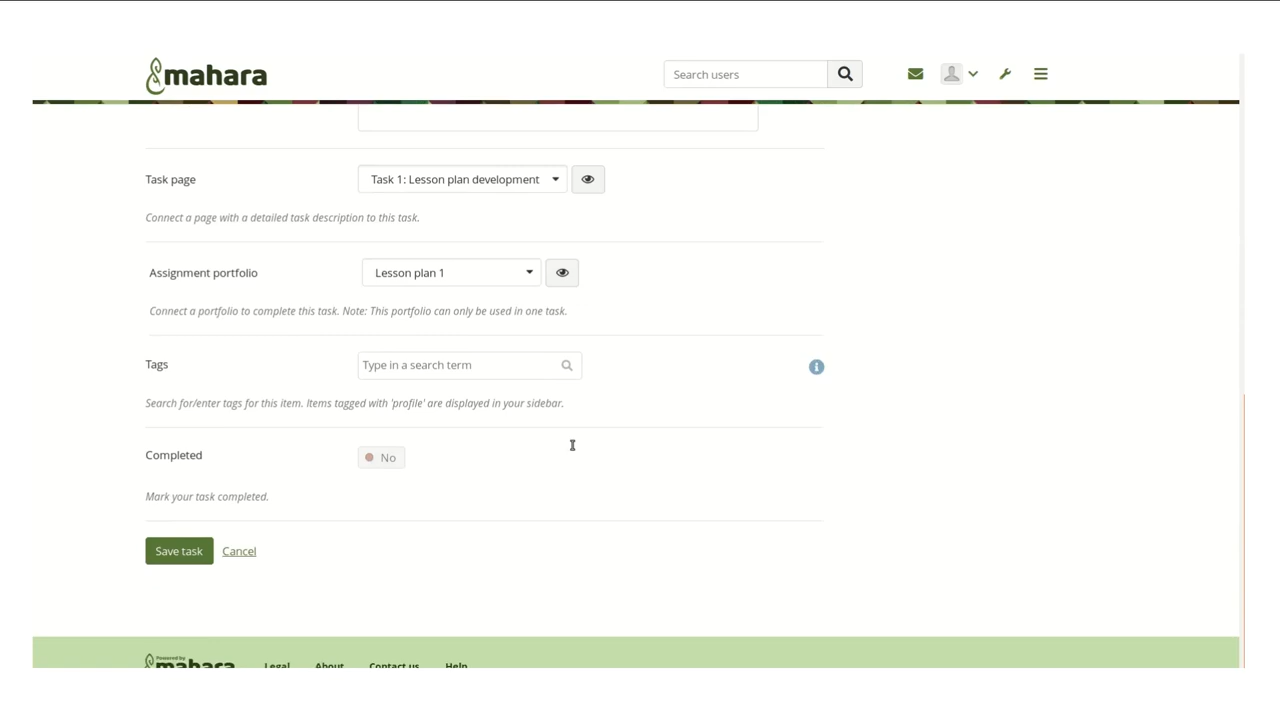 mahara
Search users
Task page
Task 1: Lesson plan development
Connect a page with a detailed task description to this task.
Assignment portfolio
Lesson plan 1
Connect a portfolio to complete this task. Note: This portfolio can only be used in one task.
Tags
Type in a search term
Search for/enter tags for this item. Items tagged with 'profile' are displayed in your sidebar.
Completed
No
Mark your task completed.
Save task Cancel
Powered by
mahara Legal About Contact us Help